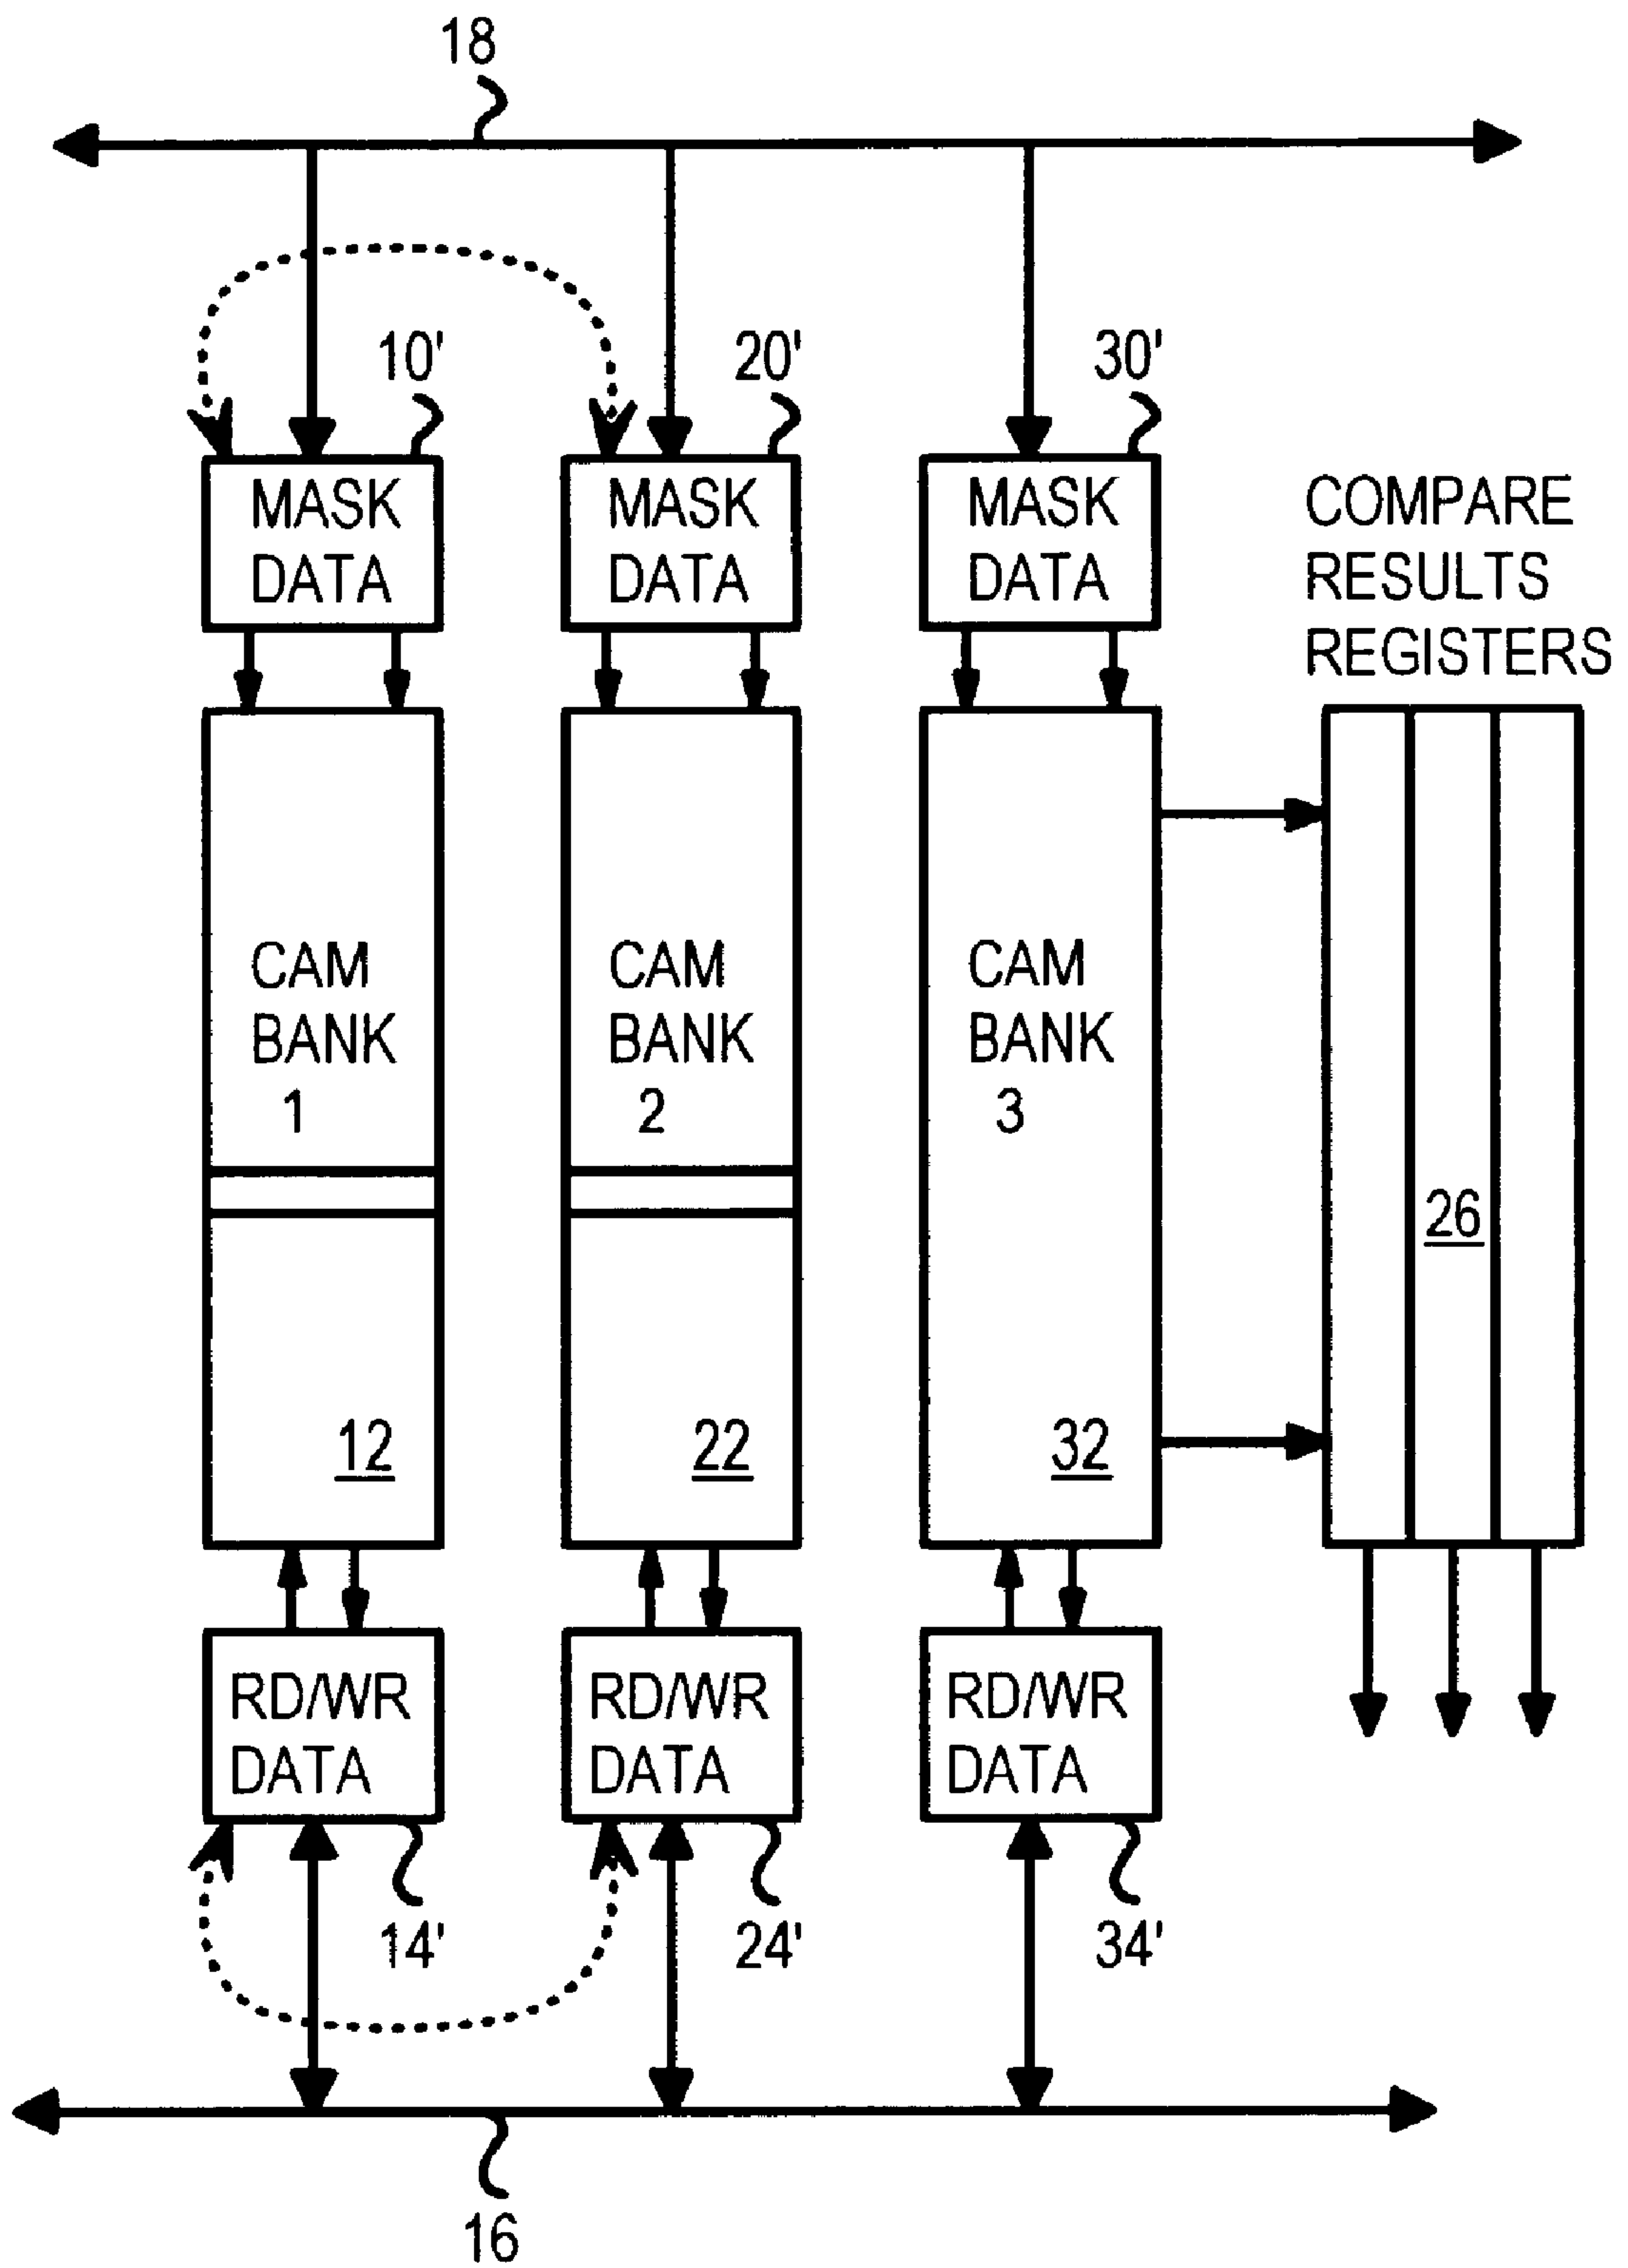 18
10'
20'
30'
MASK
DATA
MASK
DATA
MASK
DATA
COMPARE
RESULTS
REGISTERS
CAM
BANK
1
CAM
BANK
2
CAM
BANK
3
26
12
22
32
RD/WR
DATA
RD/WR
DATA
RD/WR
DATA
14'
24'
34'
16